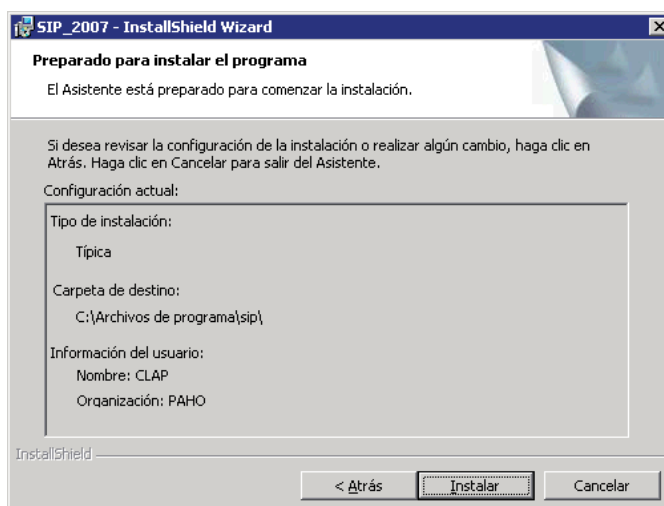 SIP_2007 - InstallShield Wizard
Preparado para instalar el programa
El Asistente está preparado para comenzar la instalación.
Si desea revisar la configuración de la instalación o realizar algún cambio, haga clic en
Atrás. Haga clic en Cancelar para salir del Asistente.
Configuración actual:
Tipo de instalación:
Típica
Carpeta de destino:
C:\Archivos de programa\sip\
Información del usuario:
Nombre: CLAP
Organización: PAHO
InstallShield
< Atrás
Instalar
Cancelar